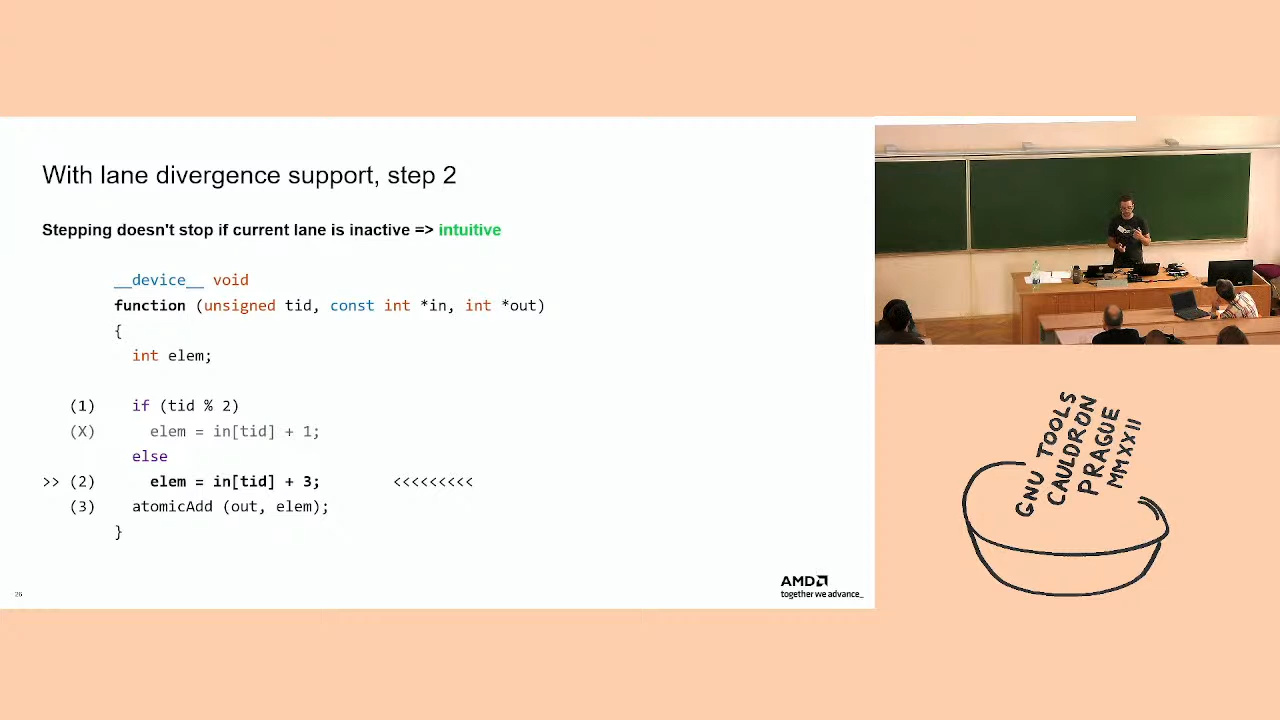 With lane divergence support, step 2
Stepping doesn't stop if current lane is inactive => intuitive
__device__ void
function (unsigned tid, const int *in, int *out)
{
int elem;
(1) if (tid % 2)
(X) elem = in[tid] + 1;
else
>> (2) elem = in[tid] + 3; <<<<<<<<<
(3) atomicAdd (out, elem);
}
26
AMD
together we advance_
GNU TOOLS
CAULDRON
PRAGUE
MMXXII